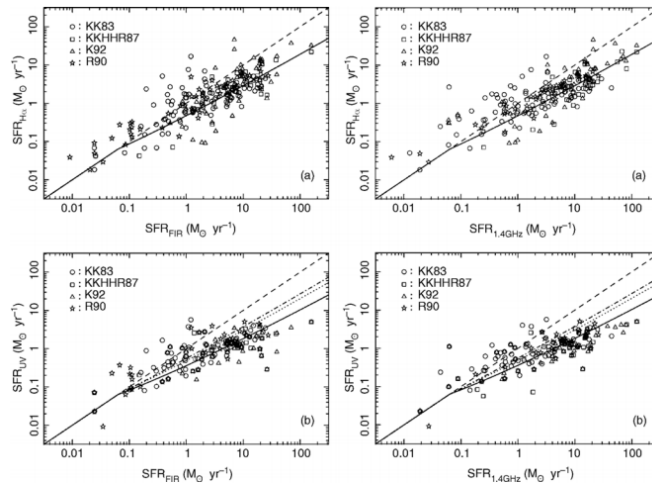 ○ : KK83
□ : KKHHR87
△ : K92
☆ : R90
SFR_Hα (M⊙ yr⁻¹)
100
10
1
0.1
0.01
(a)
0.01 0.1 1 10 100
SFR_FIR (M⊙ yr⁻¹)
○ : KK83
□ : KKHHR87
△ : K92
☆ : R90
SFR_Hα (M⊙ yr⁻¹)
100
10
1
0.1
0.01
(a)
0.01 0.1 1 10 100
SFR_1.4GHz (M⊙ yr⁻¹)
○ : KK83
□ : KKHHR87
△ : K92
☆ : R90
SFR_UV (M⊙ yr⁻¹)
100
10
1
0.1
0.01
(b)
0.01 0.1 1 10 100
SFR_FIR (M⊙ yr⁻¹)
○ : KK83
□ : KKHHR87
△ : K92
☆ : R90
SFR_UV (M⊙ yr⁻¹)
100
10
1
0.1
0.01
(b)
0.01 0.1 1 10 100
SFR_1.4GHz (M⊙ yr⁻¹)